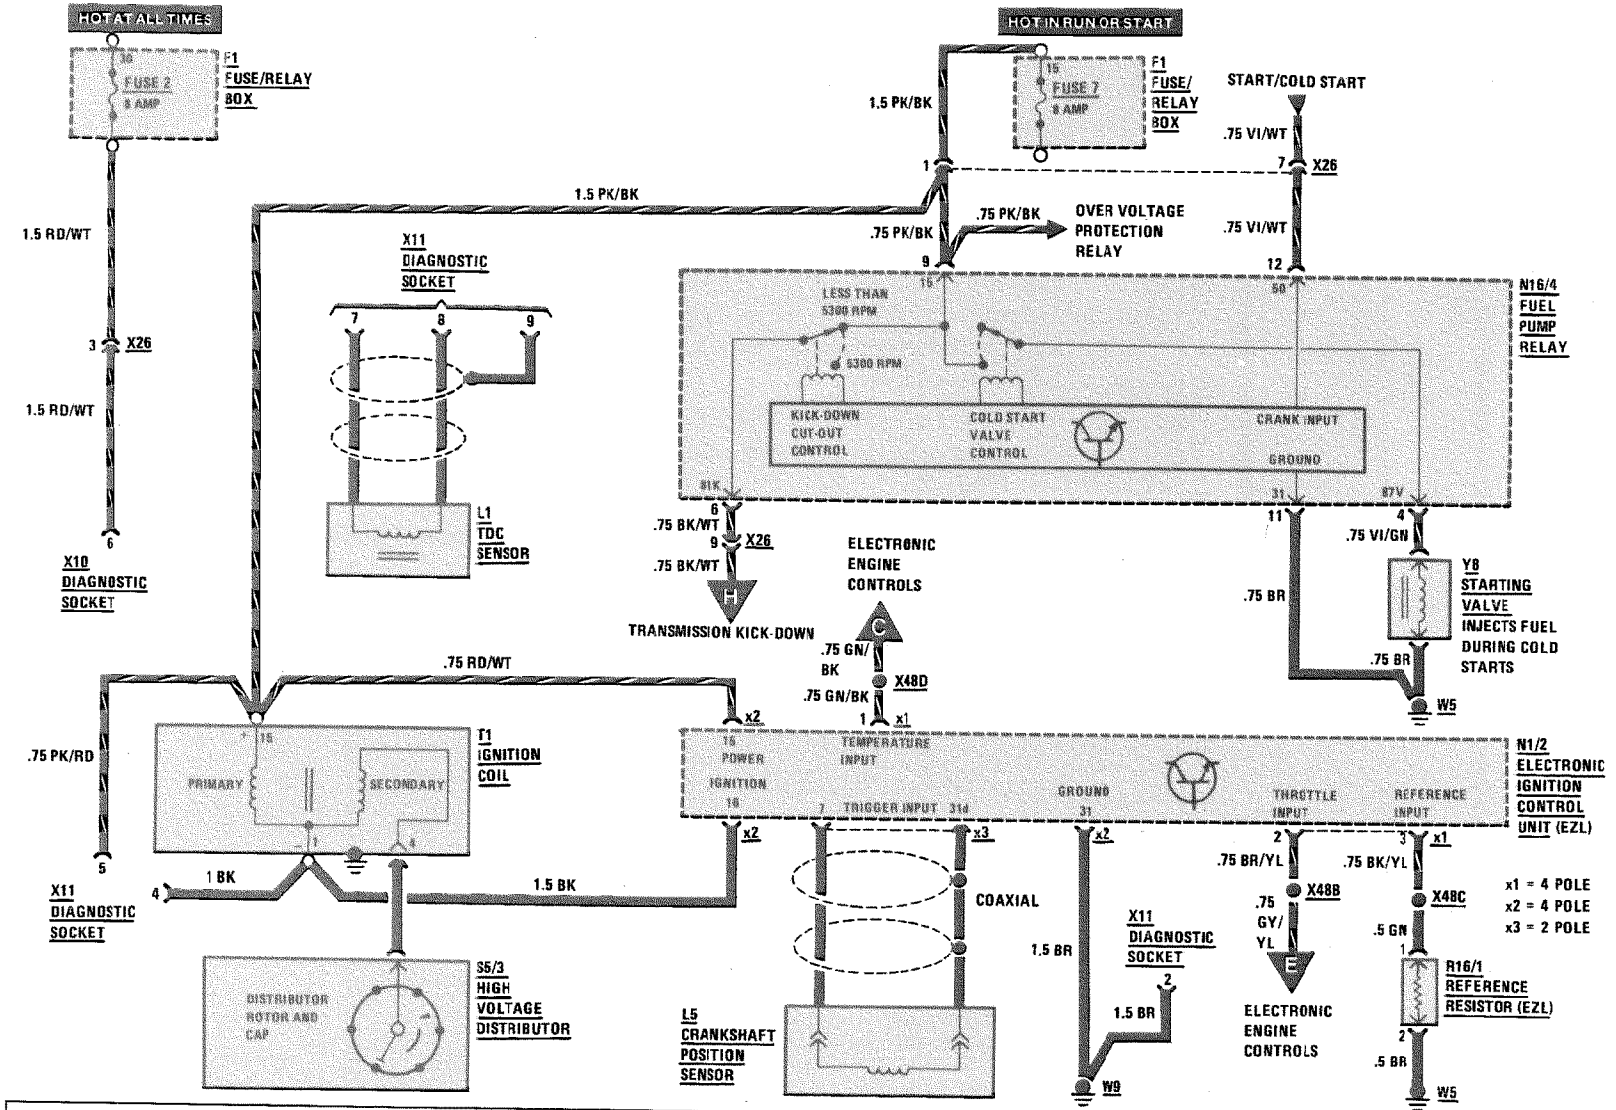 HOT AT ALL TIMES
30
FUSE 2
8 AMP
F1
FUSE/RELAY
BOX
1.5 RD/WT
3
X26
1.5 RD/WT
6
X10
DIAGNOSTIC
SOCKET
HOT IN RUN OR START
15
FUSE 7
8 AMP
F1
FUSE/
RELAY
BOX
1.5 PK/BK
1
START/COLD START
.75 VI/WT
7
X26
1.5 PK/BK
.75 PK/BK
.75 PK/BK
OVER VOLTAGE
PROTECTION
RELAY
.75 VI/WT
9
12
X11
DIAGNOSTIC
SOCKET
7
8
9
L1
TDC
SENSOR
15
50
LESS THAN
5300 RPM
5300 RPM
KICK-DOWN
CUT-OUT
CONTROL
COLD START
VALVE
CONTROL
CRANK INPUT
GROUND
81K
31
87V
N16/4
FUEL
PUMP
RELAY
6
.75 BK/WT
9
X26
.75 BK/WT
H
TRANSMISSION KICK-DOWN
ELECTRONIC
ENGINE
CONTROLS
C
.75 GN/
BK
X48D
.75 GN/BK
1
x1
11
4
.75 VI/GN
.75 BR
Y8
STARTING
VALVE
INJECTS FUEL
DURING COLD
STARTS
.75 BR
W5
.75 RD/WT
x2
.75 PK/RD
5
X11
DIAGNOSTIC
SOCKET
4
+
15
PRIMARY
SECONDARY
–
1
4
T1
IGNITION
COIL
1 BK
1.5 BK
DISTRIBUTOR
ROTOR AND
CAP
S5/3
HIGH
VOLTAGE
DISTRIBUTOR
15
POWER
TEMPERATURE
INPUT
IGNITION
16
7
TRIGGER INPUT
31d
GROUND
31
THROTTLE
INPUT
REFERENCE
INPUT
N1/2
ELECTRONIC
IGNITION
CONTROL
UNIT (EZL)
x2
x3
x2
2
3
x1
COAXIAL
L5
CRANKSHAFT
POSITION
SENSOR
1.5 BR
X11
DIAGNOSTIC
SOCKET
2
1.5 BR
W9
.75 BR/YL
X48B
.75
GY/
YL
E
ELECTRONIC
ENGINE
CONTROLS
.75 BK/YL
X48C
.5 GN
1
R16/1
REFERENCE
RESISTOR (EZL)
2
.5 BR
W5
x1 = 4 POLE
x2 = 4 POLE
x3 = 2 POLE